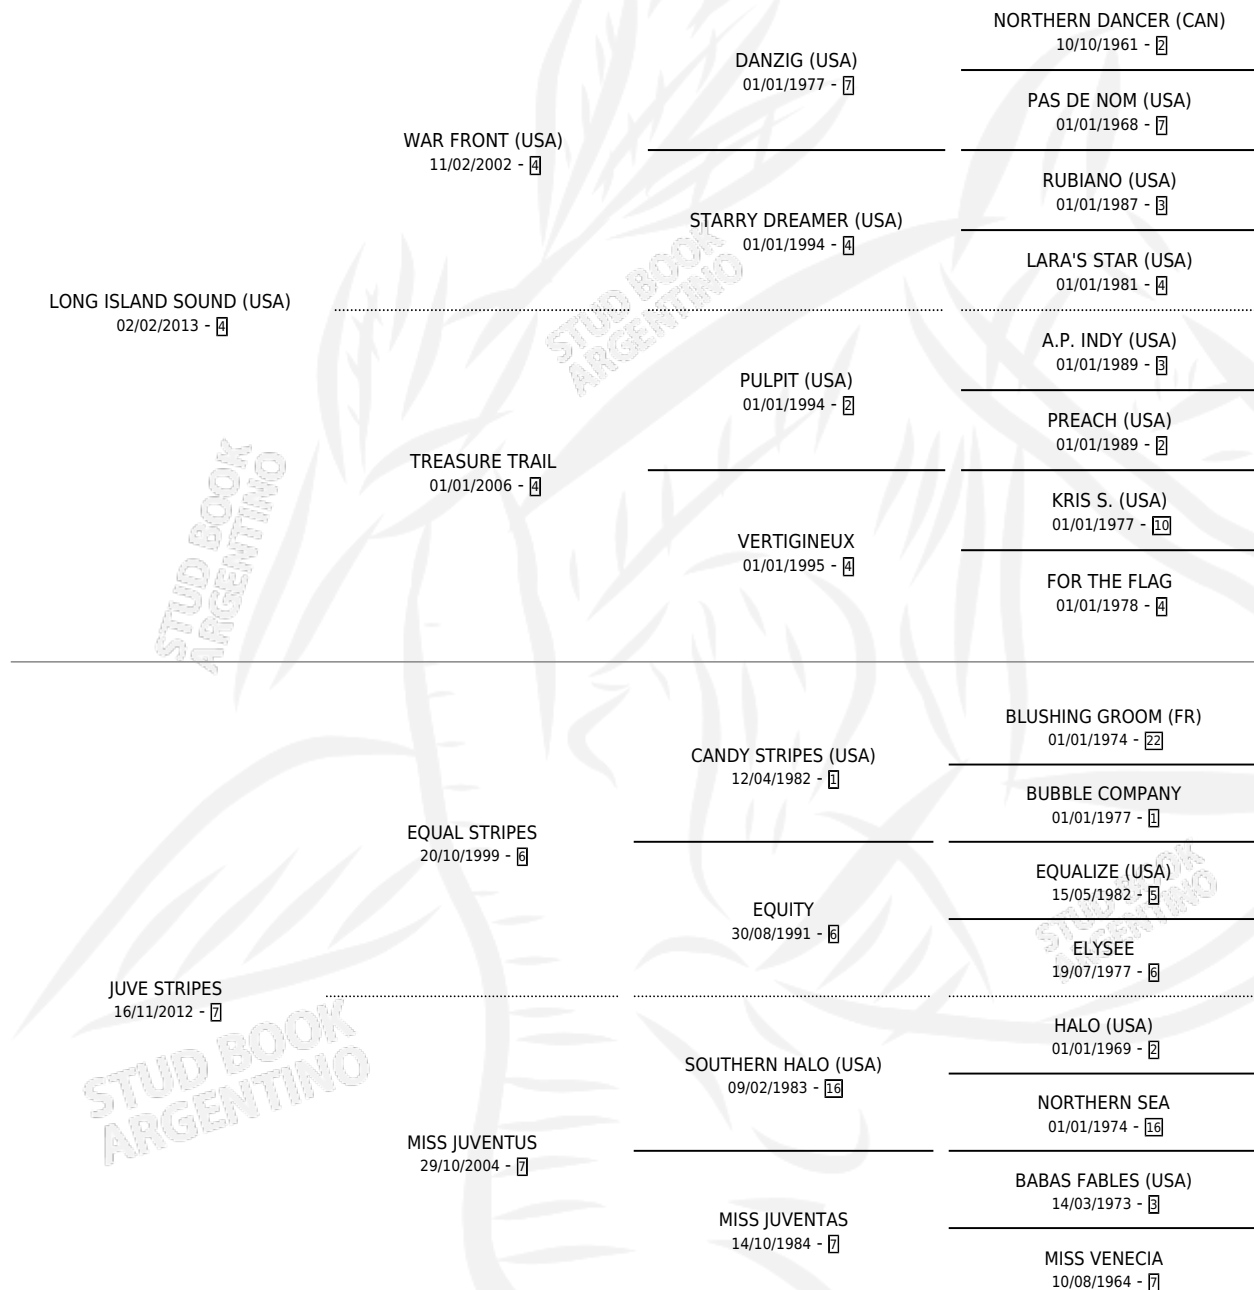 NORTHERN DANCER (CAN)
10/10/1961 - 2
DANZIG (USA)
01/01/1977 - 7
PAS DE NOM (USA)
01/01/1968 - 7
WAR FRONT (USA)
11/02/2002 - 4
RUBIANO (USA)
01/01/1987 - 3
STARRY DREAMER (USA)
01/01/1994 - 4
LARA'S STAR (USA)
01/01/1981 - 4
LONG ISLAND SOUND (USA)
02/02/2013 - 4
STUD BOOK
ARGENTINO
A.P. INDY (USA)
01/01/1989 - 3
PULPIT (USA)
01/01/1994 - 2
PREACH (USA)
01/01/1989 - 2
TREASURE TRAIL
01/01/2006 - 4
KRIS S. (USA)
01/01/1977 - 10
VERTIGINEUX
01/01/1995 - 4
FOR THE FLAG
01/01/1978 - 4
STUD BOOK
ARGENTINO
BLUSHING GROOM (FR)
01/01/1974 - 22
CANDY STRIPES (USA)
12/04/1982 - 1
BUBBLE COMPANY
01/01/1977 - 1
EQUAL STRIPES
20/10/1999 - 6
EQUALIZE (USA)
15/05/1982 - 5
EQUITY
30/08/1991 - 6
STUD BOOK
ARGENTINO
ELYSEE
19/07/1977 - 6
JUVE STRIPES
16/11/2012 - 7
HALO (USA)
01/01/1969 - 2
SOUTHERN HALO (USA)
09/02/1983 - 16
STUD BOOK
ARGENTINO
NORTHERN SEA
01/01/1974 - 16
MISS JUVENTUS
29/10/2004 - 7
BABAS FABLES (USA)
14/03/1973 - 3
MISS JUVENTAS
14/10/1984 - 7
MISS VENECIA
10/08/1964 - 7